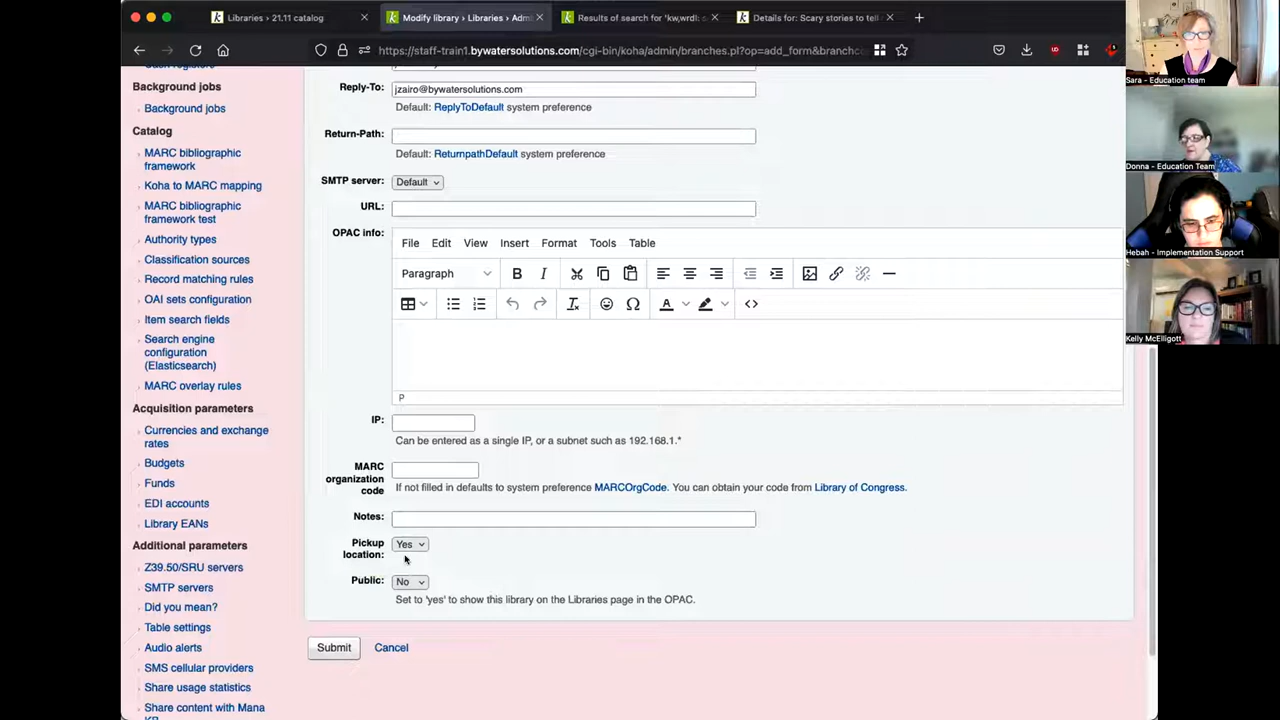 Libraries › 21.11 catalog
Modify library › Libraries › Adm
Results of search for 'kw,wrdl: s
Details for: Scary stories to tell
https://staff-train1.bywatersolutions.com/cgi-bin/koha/admin/branches.pl?op=add_form&branchc
Sara - Education team
Donna - Education Team
Hebah - Implementation Support
Kelly McElligott
Cash registers
Background jobs
Background jobs
Catalog
MARC bibliographic
framework
Koha to MARC mapping
MARC bibliographic
framework test
Authority types
Classification sources
Record matching rules
OAI sets configuration
Item search fields
Search engine
configuration
(Elasticsearch)
MARC overlay rules
Acquisition parameters
Currencies and exchange
rates
Budgets
Funds
EDI accounts
Library EANs
Additional parameters
Z39.50/SRU servers
SMTP servers
Did you mean?
Table settings
Audio alerts
SMS cellular providers
Share usage statistics
Share content with Mana
KB
Reply-To: jzairo@bywatersolutions.com
Default: ReplyToDefault system preference
Return-Path:
Default: ReturnpathDefault system preference
SMTP server: Default
URL:
OPAC info:
File Edit View Insert Format Tools Table
Paragraph B I
A
P
IP:
Can be entered as a single IP, or a subnet such as 192.168.1.*
MARC
organization
code
If not filled in defaults to system preference MARCOrgCode. You can obtain your code from Library of Congress.
Notes:
Pickup
location: Yes
Public: No
Set to 'yes' to show this library on the Libraries page in the OPAC.
Submit Cancel